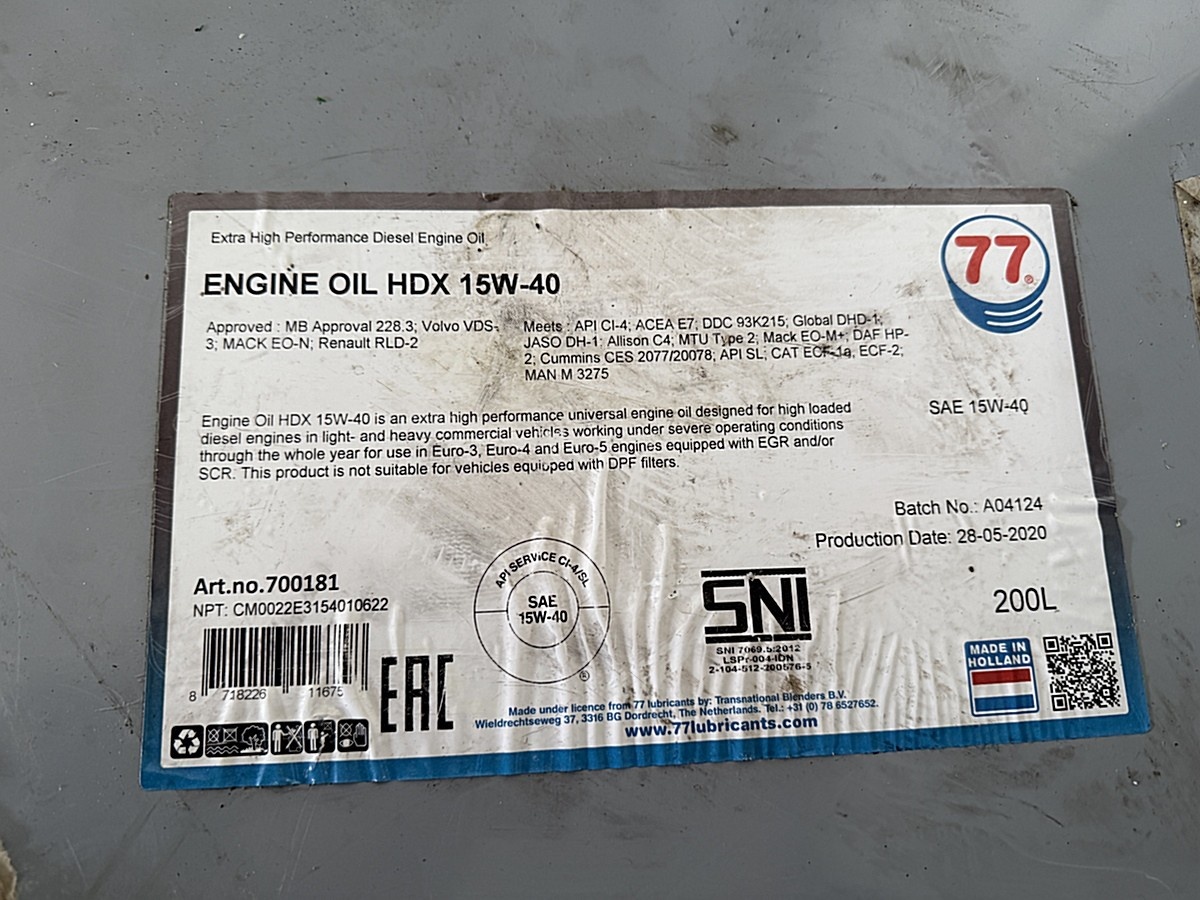 Extra High Performance Diesel Engine Oil
77
ENGINE OIL HDX 15W-40
Approved : MB Approval 228.3; Volvo VDS-
3; MACK EO-N; Renault RLD-2
Meets : API CI-4; ACEA E7; DDC 93K215; Global DHD-1;
JASO DH-1; Allison C4; MTU Type 2; Mack EO-M+; DAF HP-
2; Cummins CES 2077/20078; API SL; CAT ECF-1a, ECF-2;
MAN M 3275
Engine Oil HDX 15W-40 is an extra high performance universal engine oil designed for high loaded
diesel engines in light- and heavy commercial vehicles working under severe operating conditions
through the whole year for use in Euro-3, Euro-4 and Euro-5 engines equipped with EGR and/or
SCR. This product is not suitable for vehicles equipped with DPF filters.
SAE 15W-40
Batch No.: A04124
Production Date: 28-05-2020
Art.no.700181
NPT: CM0022E3154010622
8 718226 11675
EAC
API SERVICE CI-4/SL
SAE
15W-40
®
SNI
SNI 7069.5:2012
LSPr-004-IDN
2-104-512-200576-5
200L
MADE IN
HOLLAND
Made under licence from 77 lubricants by: Transnational Blenders B.V.
Wieldrechtseweg 37, 3316 BG Dordrecht, The Netherlands. Tel.: +31 (0) 78 6527652.
www.77lubricants.com